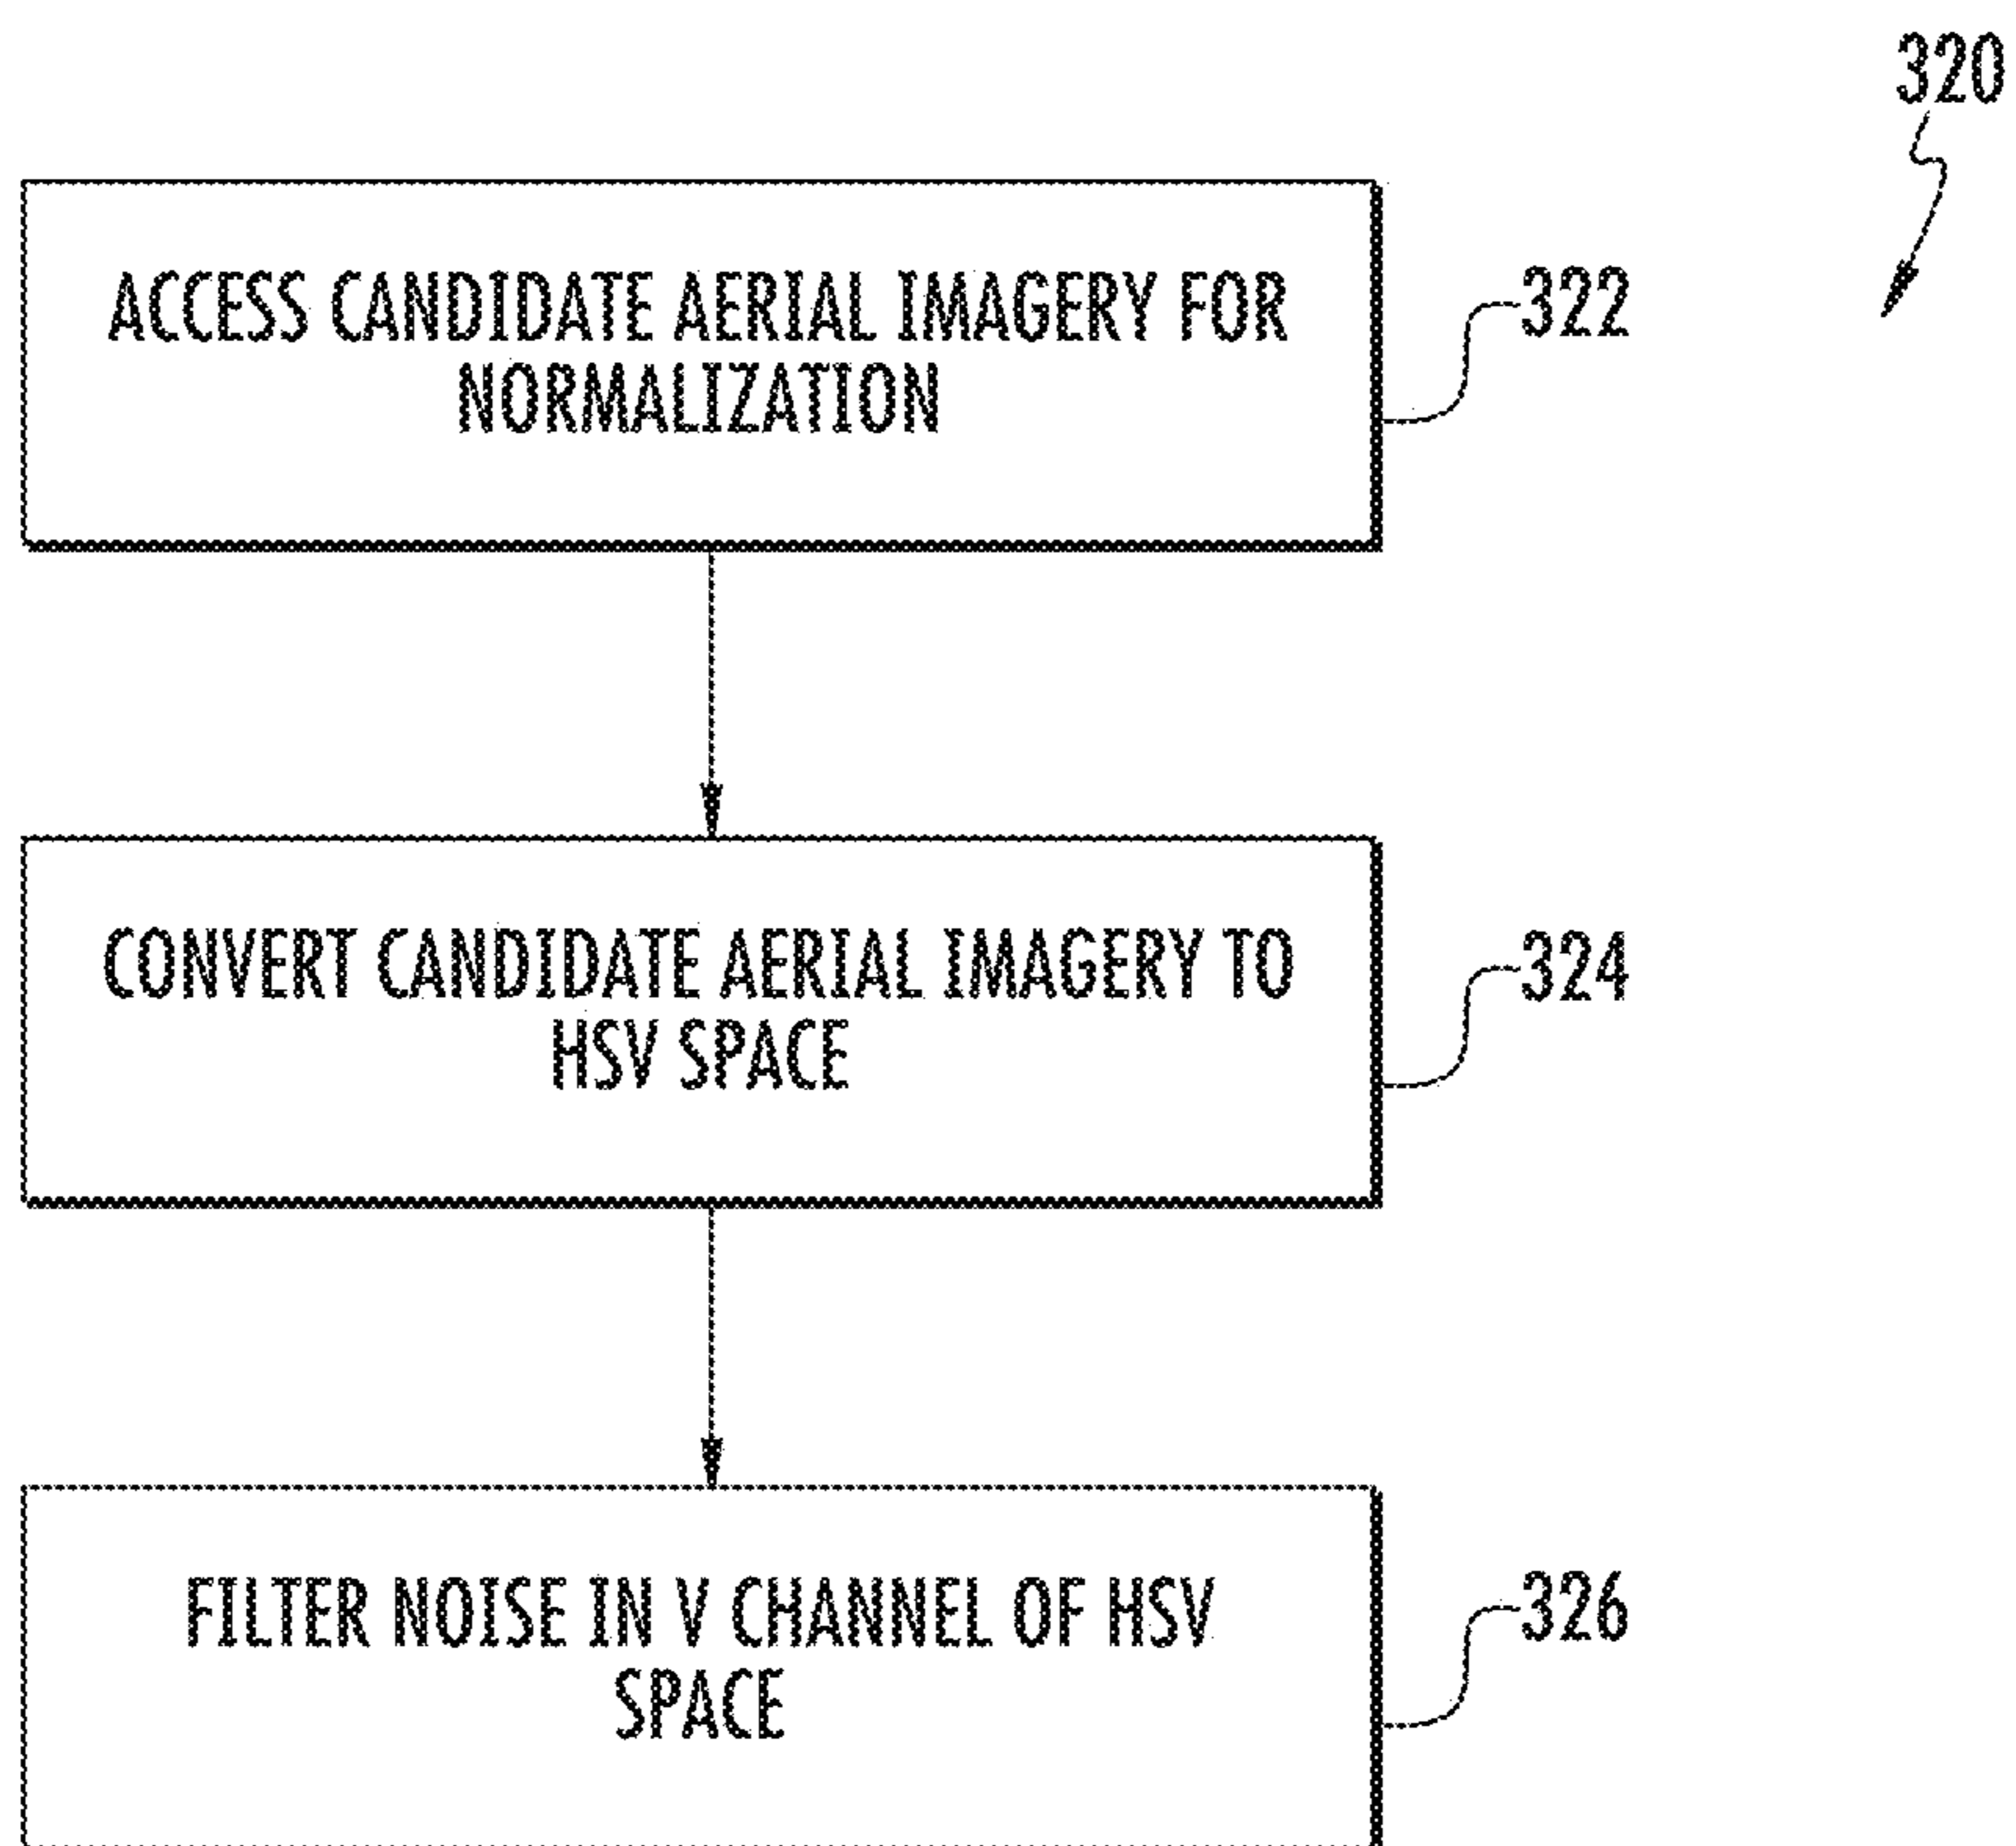 320
ACCESS CANDIDATE AERIAL IMAGERY FOR
NORMALIZATION
322
CONVERT CANDIDATE AERIAL IMAGERY TO
HSV SPACE
324
FILTER NOISE IN V CHANNEL OF HSV
SPACE
326